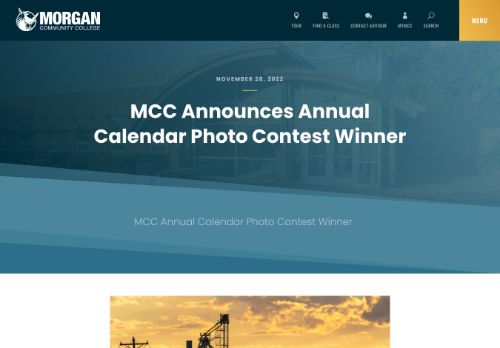 MORGAN
COMMUNITY COLLEGE
TOUR
FIND A CLASS
CONTACT ADVISOR
MYMCC
SEARCH
MENU
NOVEMBER 28, 2022
MCC Announces Annual
Calendar Photo Contest Winner
MCC Annual Calendar Photo Contest Winner